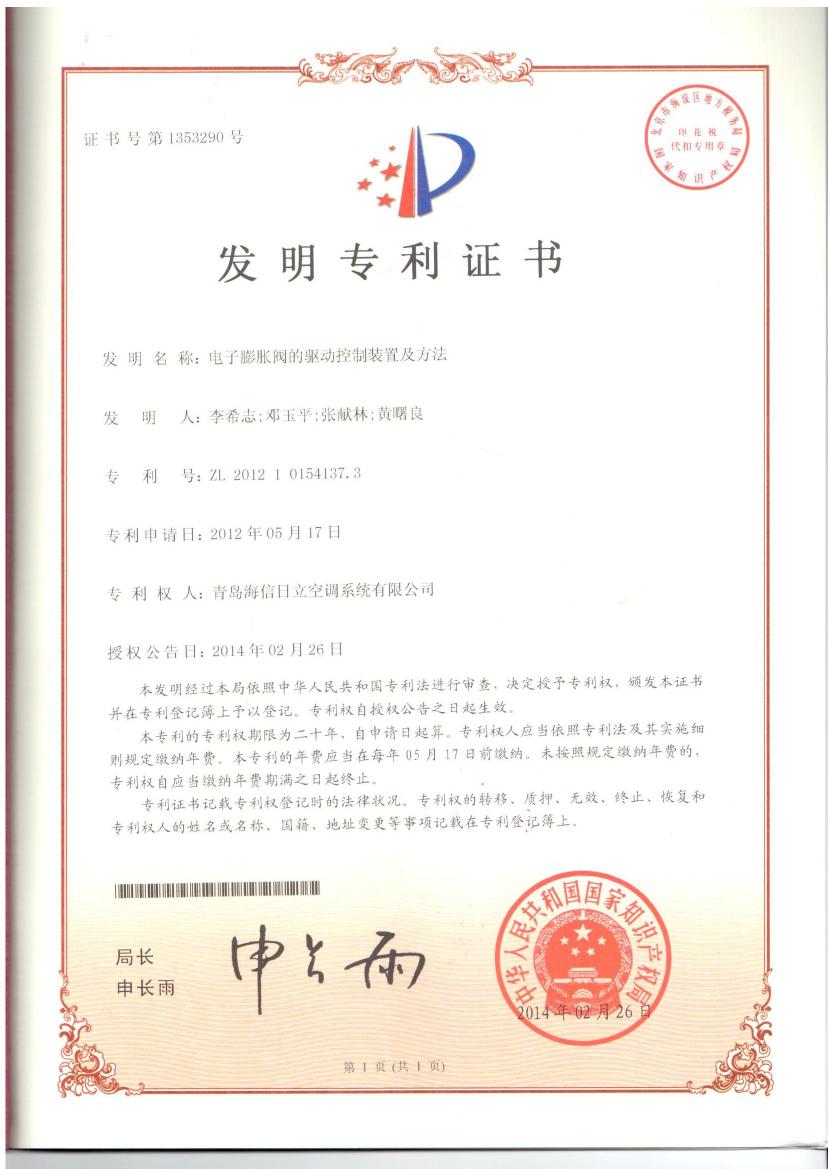 证书号第1353290号
北京市海淀区地方税务局
印花税
代扣专用章
国家知识产权局
发明专利证书
发明名称：电子膨胀阀的驱动控制装置及方法
发明人：李希志;邓玉平;张献林;黄曙良
专利号：ZL 2012 1 0154137.3
专利申请日：2012年05月17日
专利权人：青岛海信日立空调系统有限公司
授权公告日：2014年02月26日
本发明经过本局依照中华人民共和国专利法进行审查，决定授予专利权，颁发本证书
并在专利登记簿上予以登记。专利权自授权公告之日起生效。
本专利的专利权期限为二十年，自申请日起算。专利权人应当依照专利法及其实施细
则规定缴纳年费。本专利的年费应当在每年05月17日前缴纳。未按照规定缴纳年费的，
专利权自应当缴纳年费期满之日起终止。
专利证书记载专利权登记时的法律状况。专利权的转移、质押、无效、终止、恢复和
专利权人的姓名或名称、国籍、地址变更等事项记载在专利登记簿上。
局长
申长雨
申长雨
中华人民共和国国家知识产权局
2014年02月26日
第1页(共1页)